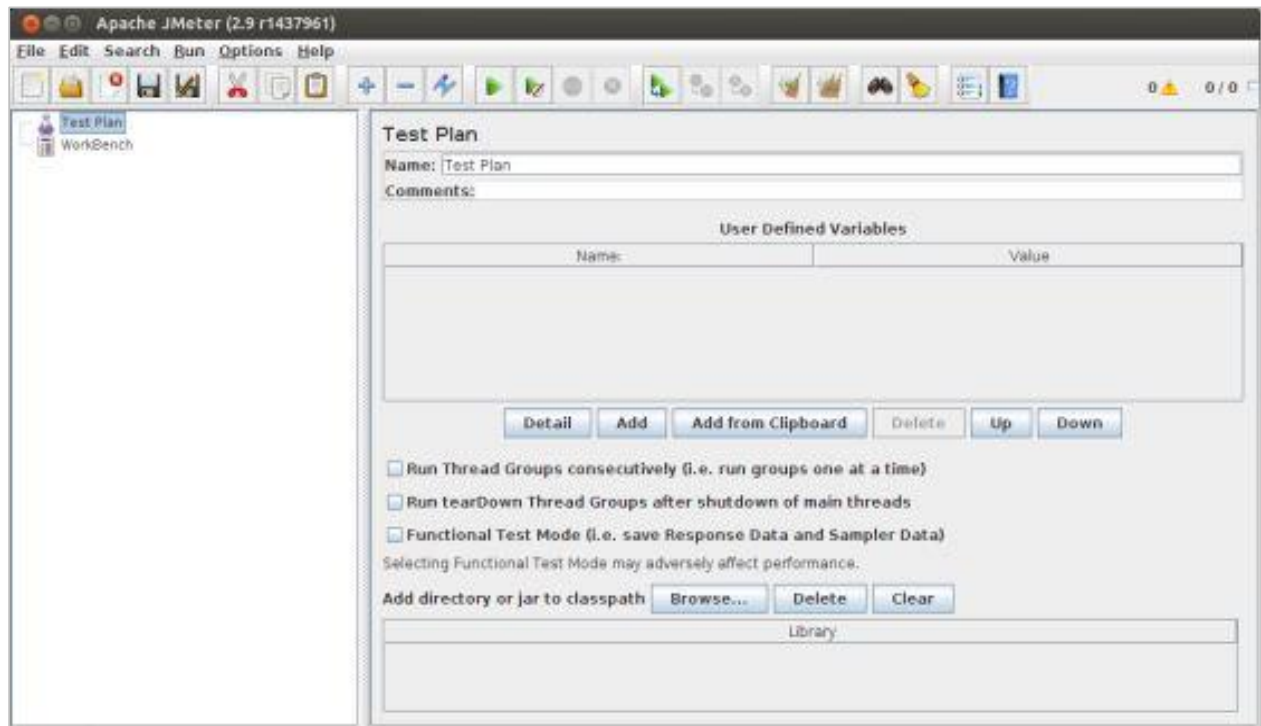 Apache JMeter (2.9 r1437961)
File Edit Search Run Options Help
0 0 / 0
Test Plan
WorkBench
Test Plan
Name: Test Plan
Comments:
User Defined Variables
Name: Value
Detail Add Add from Clipboard Delete Up Down
Run Thread Groups consecutively (i.e. run groups one at a time)
Run tearDown Thread Groups after shutdown of main threads
Functional Test Mode (i.e. save Response Data and Sampler Data)
Selecting Functional Test Mode may adversely affect performance.
Add directory or jar to classpath Browse... Delete Clear
Library